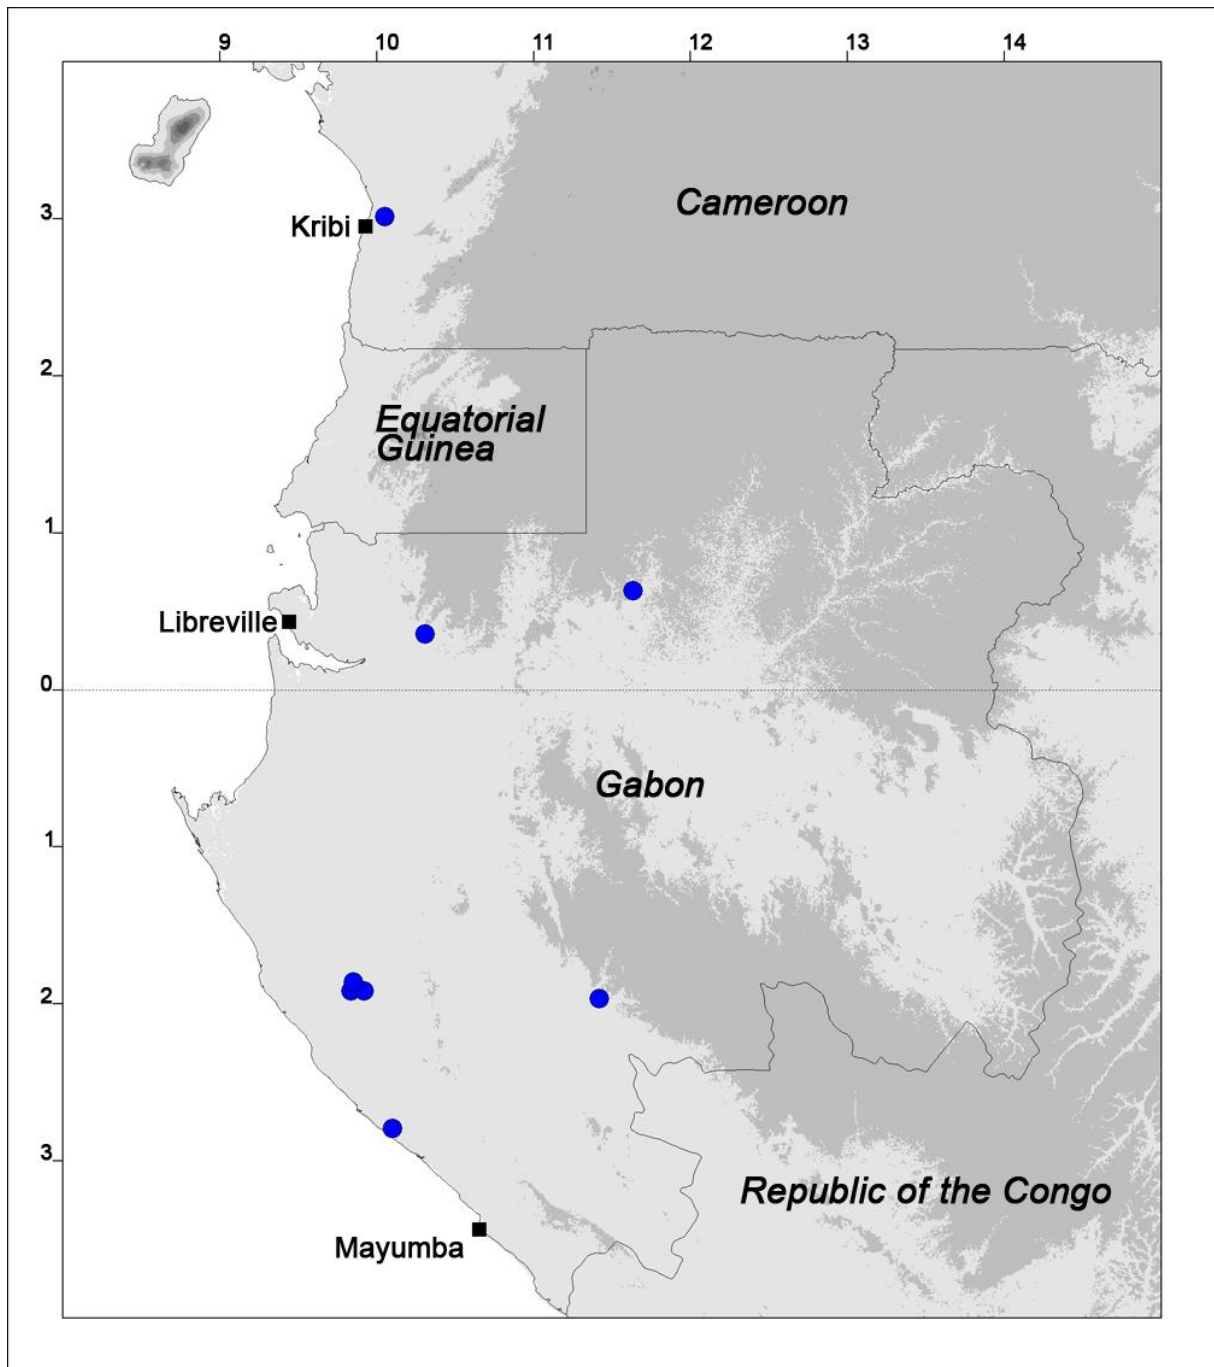 9 10 11 12 13 14
Cameroon
3
Kribi
2
Equatorial
Guinea
1
Libreville
0
Gabon
1
2
3
Republic of the Congo
Mayumba